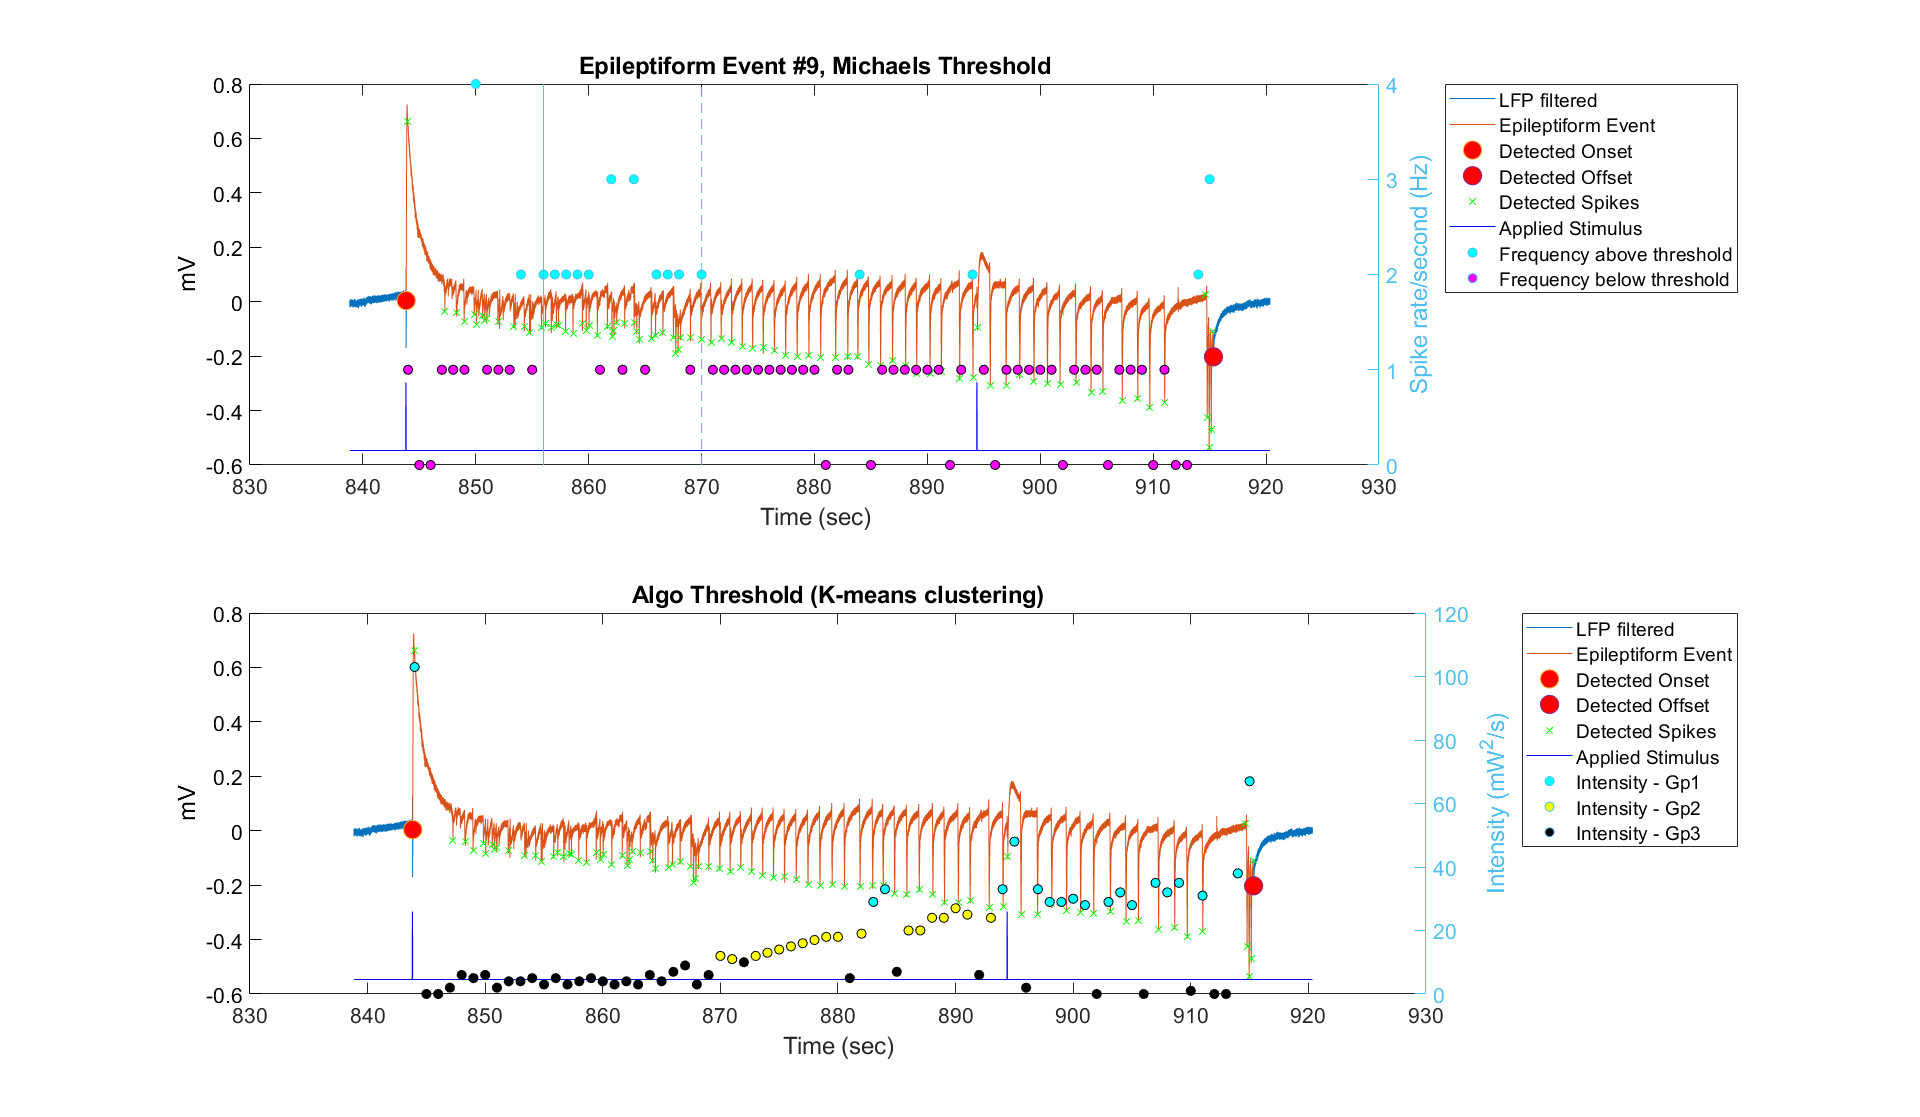 Epileptiform Event #9, Michaels Threshold
0.8
0.6
0.4
0.2
0
-0.2
-0.4
-0.6
mV
830 840 850 860 870 880 890 900 910 920 930
Time (sec)
4
3
2
1
0
Spike rate/second (Hz)
LFP filtered
Epileptiform Event
Detected Onset
Detected Offset
Detected Spikes
Applied Stimulus
Frequency above threshold
Frequency below threshold
Algo Threshold (K-means clustering)
0.8
0.6
0.4
0.2
0
-0.2
-0.4
-0.6
mV
830 840 850 860 870 880 890 900 910 920 930
Time (sec)
120
100
80
60
40
20
0
Intensity (mW²/s)
LFP filtered
Epileptiform Event
Detected Onset
Detected Offset
Detected Spikes
Applied Stimulus
Intensity - Gp1
Intensity - Gp2
Intensity - Gp3